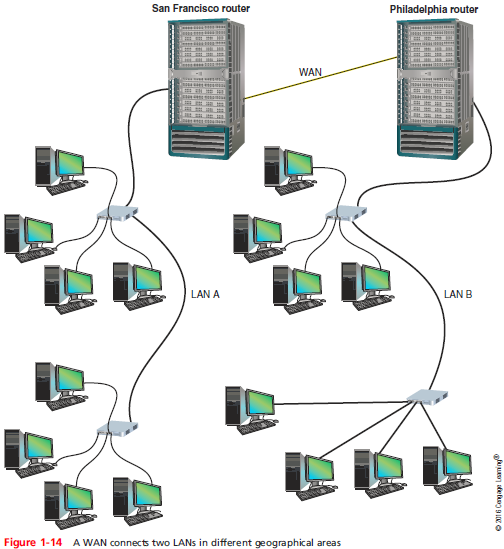 San Francisco router
Philadelphia router
WAN
LAN A
LAN B
© 2016 Cengage Learning®
Figure 1-14 A WAN connects two LANs in different geographical areas